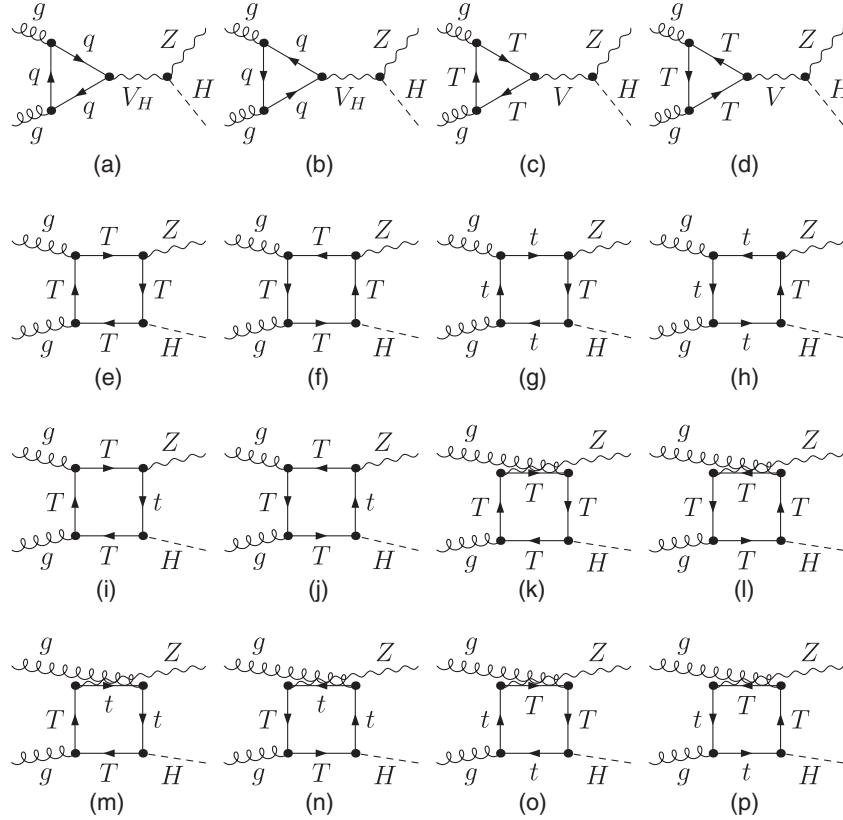 g q Z g q Z g T Z g T Z
q q T T
g q V_H H g q V_H H g T V H g T V H
(a) (b) (c) (d)
g T Z g T Z g t Z g t Z
T T T T t T t T
g T H g T H g t H g t H
(e) (f) (g) (h)
g T Z g T Z g Z g Z
T t T t T T T T T T
g T H g T H g T H g T H
(i) (j) (k) (l)
g Z g Z g Z g Z
T t t T t t t T T t T T
g T H g T H g t H g t H
(m) (n) (o) (p)